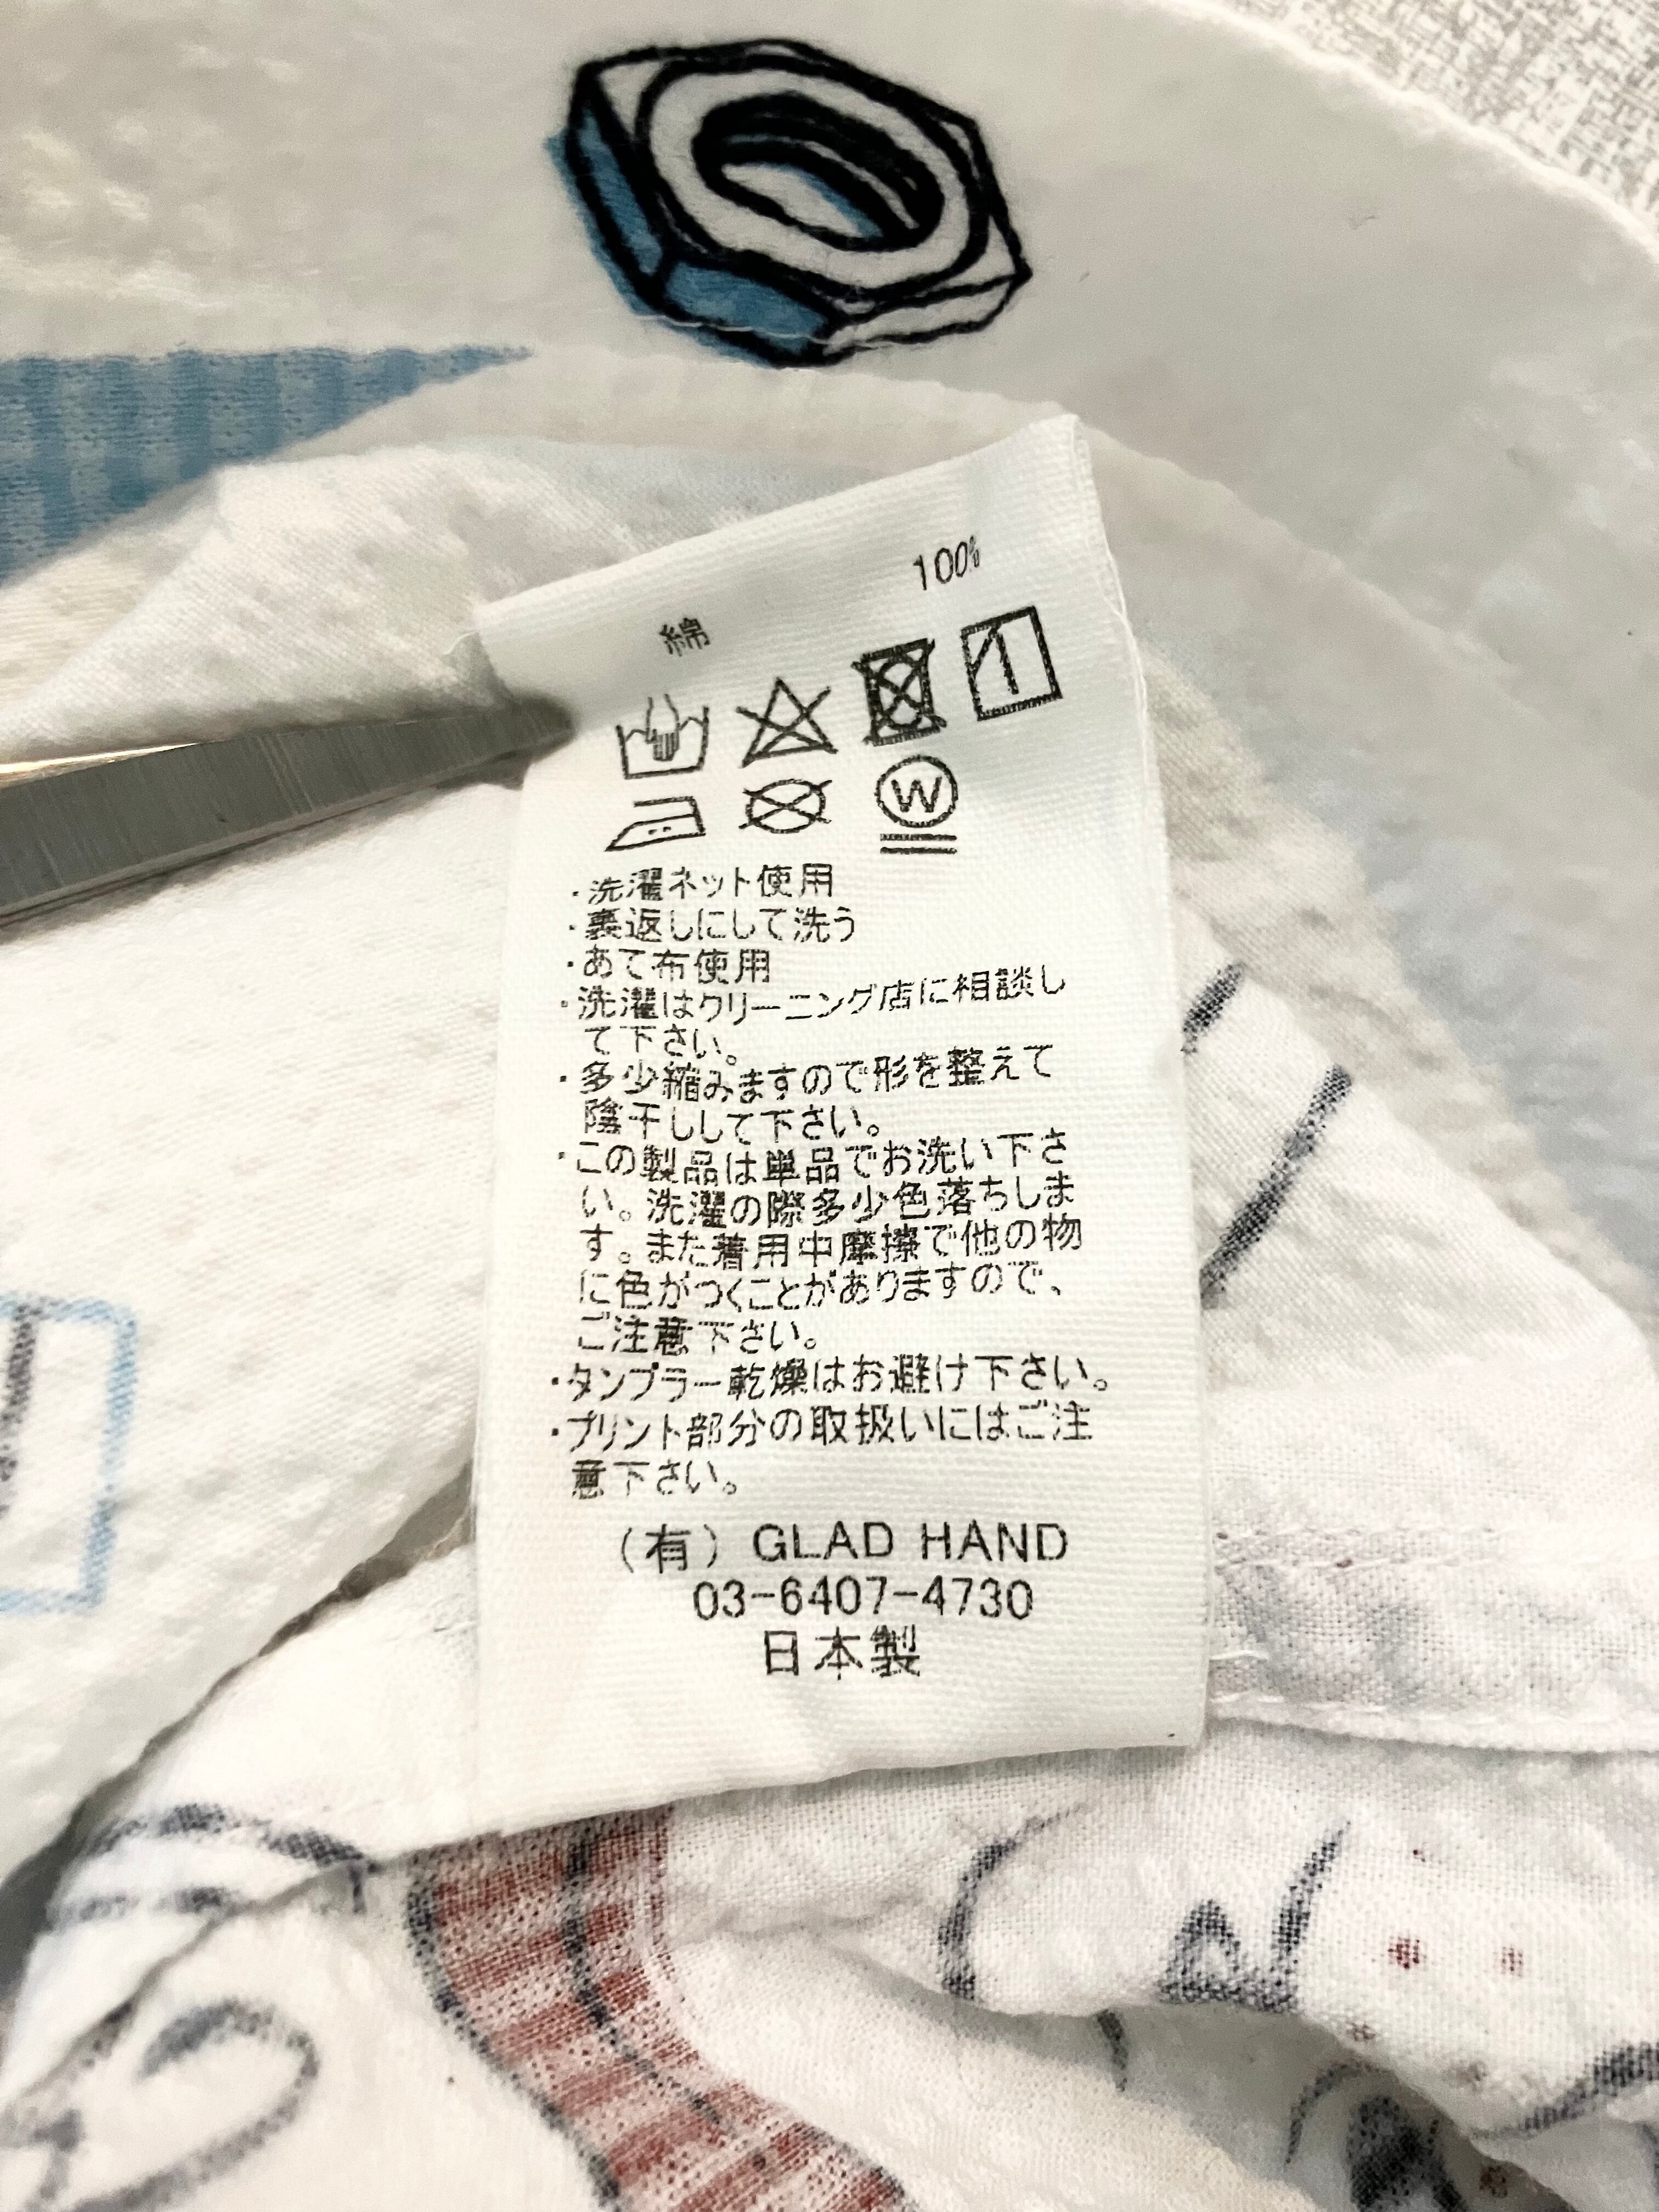 綿 100%
W
・洗濯ネット使用
・裏返しにして洗う
・あて布使用
・洗濯はクリーニング店に相談し
て下さい。
・多少縮みますので形を整えて
陰干しして下さい。
・この製品は単品でお洗い下さ
い。洗濯の際多少色落ちしま
す。また着用中摩擦で他の物
に色がつくことがありますので、
ご注意下さい。
・タンブラー乾燥はお避け下さい。
・プリント部分の取扱いにはご注
意下さい。
(有) GLAD HAND
03-6407-4730
日本製